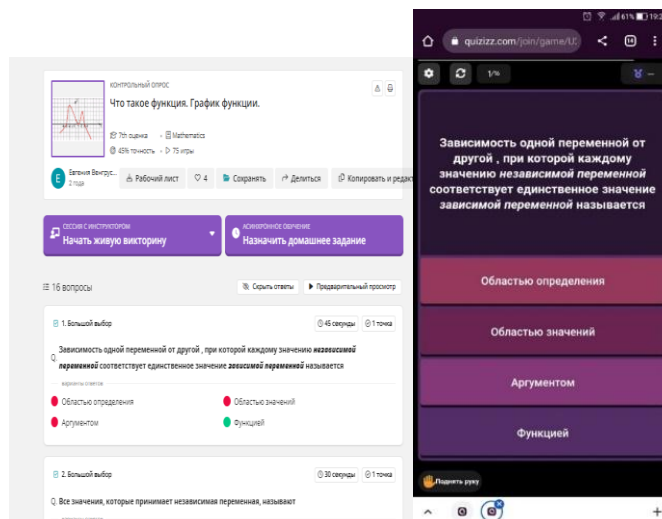 КОНТРОЛЬНЫЙ ОПРОС
Что такое функция. График функции.
7th оценка • Mathematics
45% точность • 75 игры
E
Евгения Венгрус...
2 года
Рабочий лист
4
Сохранять
Делиться
Копировать и редакт
СЕССИЯ С ИНСТРУКТОРОМ
Начать живую викторину
АСИНХРОННОЕ ОБУЧЕНИЕ
Назначить домашнее задание
16 вопросы
Скрыть ответы
Предварительный просмотр
1. Большой выбор
45 секунды
1 точка
Зависимость одной переменной от другой , при которой каждому значению независимой
Q.
переменной соответствует единственное значение зависимой переменной называется
варианты ответов
Областью определения
Областью значений
Аргументом
Функцией
2. Большой выбор
30 секунды
1 точка
Q. Все значения, которые принимает независимая переменная, называют
61%
quizizz.com/join/game/U
14
1/16
Зависимость одной переменной от
другой , при которой каждому
значению независимой переменной
соответствует единственное значение
зависимой переменной называется
Областью определения
Областью значений
Аргументом
Функцией
Поднять руку